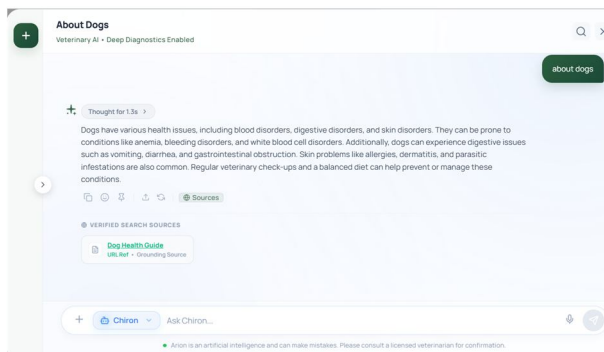 About Dogs
Veterinary AI • Deep Diagnostics Enabled
about dogs
Thought for 1.3s
Dogs have various health issues, including blood disorders, digestive disorders, and skin disorders. They can be prone to
conditions like anemia, bleeding disorders, and white blood cell disorders. Additionally, dogs can experience digestive issues
such as vomiting, diarrhea, and gastrointestinal obstruction. Skin problems like allergies, dermatitis, and parasitic
infestations are also common. Regular veterinary check-ups and a balanced diet can help prevent or manage these
conditions.
Sources
VERIFIED SEARCH SOURCES
Dog Health Guide
URL Ref • Grounding Source
Chiron
Ask Chiron...
Arion is an artificial intelligence and can make mistakes. Please consult a licensed veterinarian for confirmation.